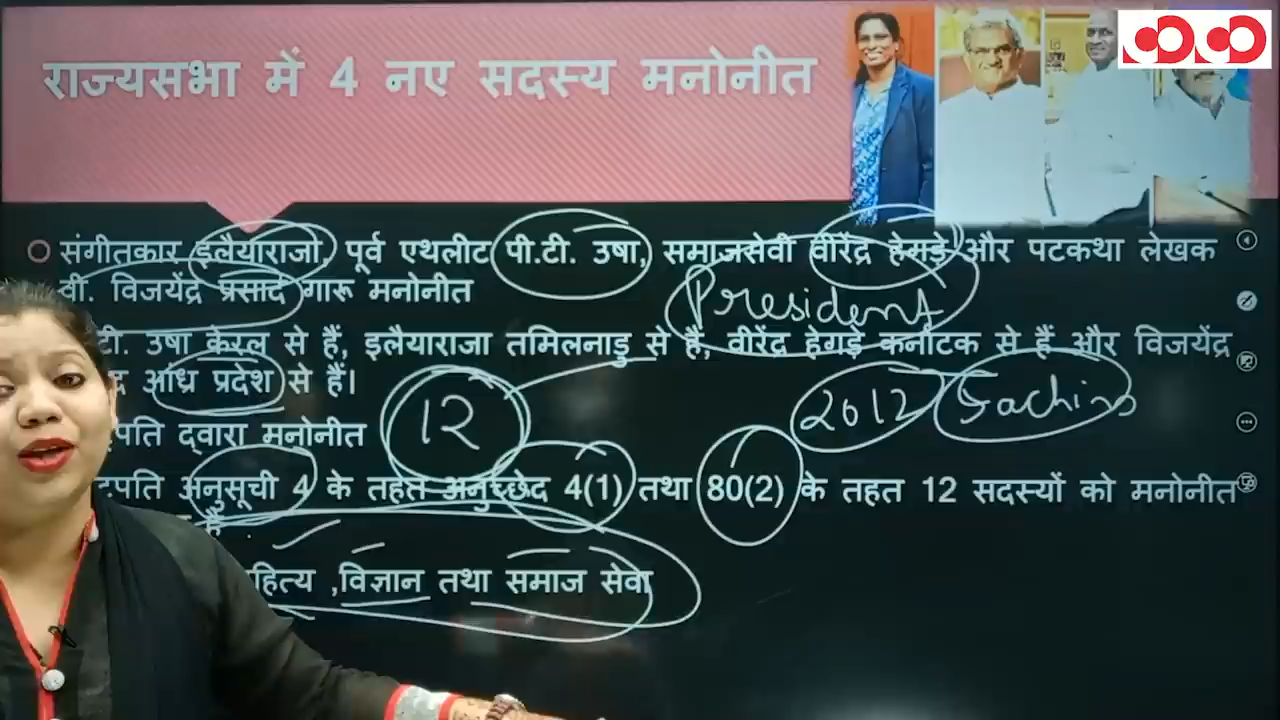 राज्यसभा में 4 नए सदस्य मनोनीत
संगीतकार इलैयाराजा, पूर्व एथलीट पी.टी. उषा, समाजसेवी वीरेंद्र हेगड़े और पटकथा लेखक
वी. विजयेंद्र प्रसाद गारू मनोनीत
President
टी. उषा केरल से हैं, इलैयाराजा तमिलनाडु से हैं, वीरेंद्र हेगड़े कर्नाटक से हैं और विजयेंद्र
आंध्र प्रदेश से हैं।
12
2012 Sachin
द्वारा मनोनीत
अनुसूची 4 के तहत अनुच्छेद 4(1) तथा 80(2) के तहत 12 सदस्यों को मनोनीत
विज्ञान तथा समाज सेवा